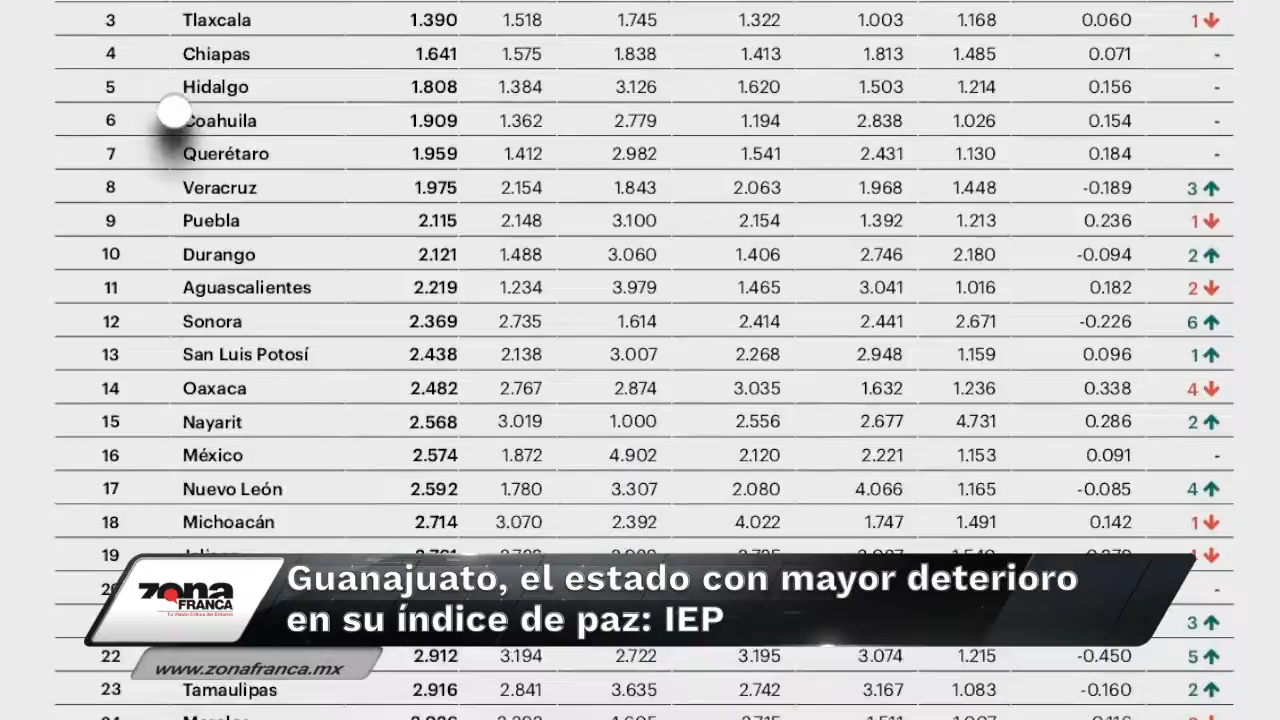 3 Tlaxcala 1.390 1.518 1.745 1.322 1.003 1.168 0.060 1
4 Chiapas 1.641 1.575 1.838 1.413 1.813 1.485 0.071 -
5 Hidalgo 1.808 1.384 3.126 1.620 1.503 1.214 0.156 -
6 Coahuila 1.909 1.362 2.779 1.194 2.838 1.026 0.154 -
7 Querétaro 1.959 1.412 2.982 1.541 2.431 1.130 0.184 -
8 Veracruz 1.975 2.154 1.843 2.063 1.968 1.448 -0.189 3
9 Puebla 2.115 2.148 3.100 2.154 1.392 1.213 0.236 1
10 Durango 2.121 1.488 3.060 1.406 2.746 2.180 -0.094 2
11 Aguascalientes 2.219 1.234 3.979 1.465 3.041 1.016 0.182 2
12 Sonora 2.369 2.735 1.614 2.414 2.441 2.671 -0.226 6
13 San Luis Potosí 2.438 2.138 3.007 2.268 2.948 1.159 0.096 1
14 Oaxaca 2.482 2.767 2.874 3.035 1.632 1.236 0.338 4
15 Nayarit 2.568 3.019 1.000 2.556 2.677 4.731 0.286 2
16 México 2.574 1.872 4.902 2.120 2.221 1.153 0.091 -
17 Nuevo León 2.592 1.780 3.307 2.080 4.066 1.165 -0.085 4
18 Michoacán 2.714 3.070 2.392 4.022 1.747 1.491 0.142 1
19
-
3
zona FRANCA
Tu Visión Crítica del Entorno
Guanajuato, el estado con mayor deterioro
en su índice de paz: IEP
22 2.912 3.194 2.722 3.195 3.074 1.215 -0.450 5
www.zonafranca.mx
23 Tamaulipas 2.916 2.841 3.635 2.742 3.167 1.083 -0.160 2